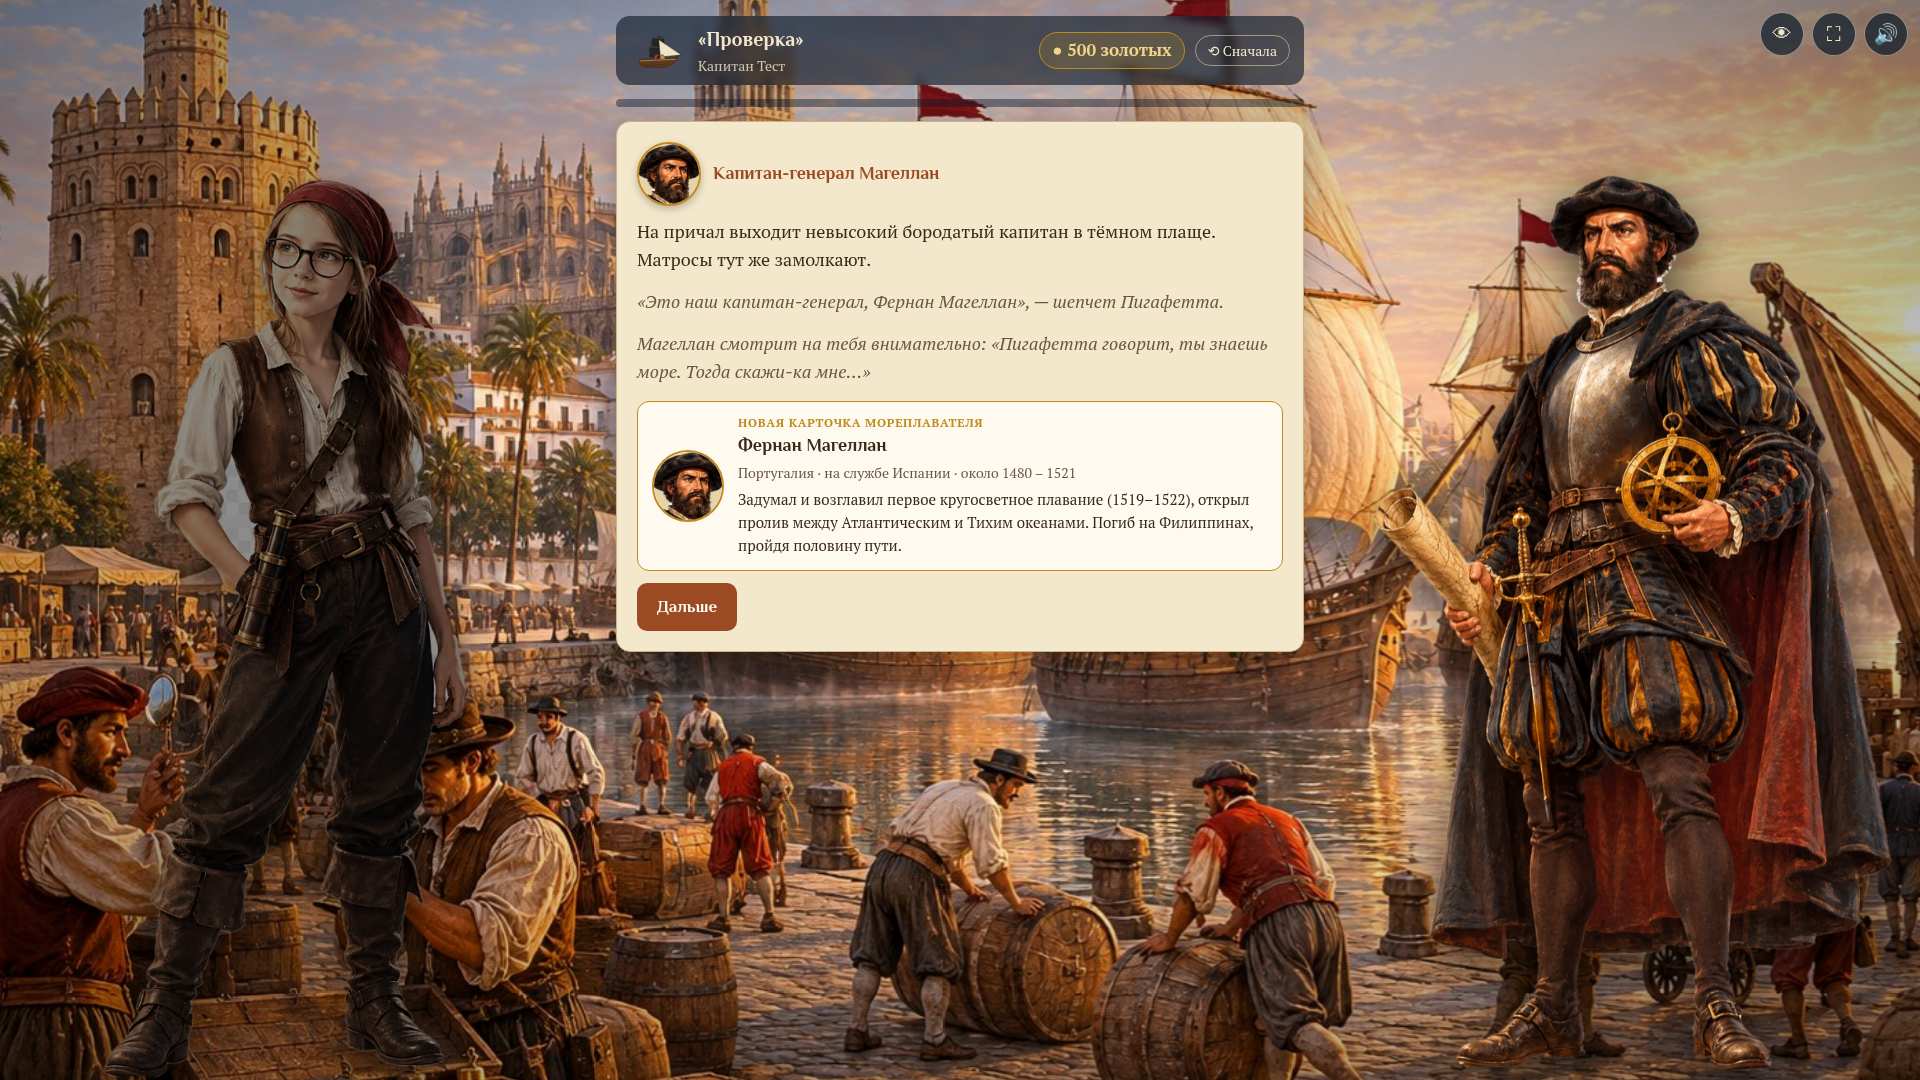 «Проверка»
Капитан Тест
● 500 золотых
⟲ Сначала
Капитан-генерал Магеллан
На причал выходит невысокий бородатый капитан в тёмном плаще.
Матросы тут же замолкают.
«Это наш капитан-генерал, Фернан Магеллан», — шепчет Пигафетта.
Магеллан смотрит на тебя внимательно: «Пигафетта говорит, ты знаешь
море. Тогда скажи-ка мне…»
НОВАЯ КАРТОЧКА МОРЕПЛАВАТЕЛЯ
Фернан Магеллан
Португалия · на службе Испании · около 1480 – 1521
Задумал и возглавил первое кругосветное плавание (1519–1522), открыл
пролив между Атлантическим и Тихим океанами. Погиб на Филиппинах,
пройдя половину пути.
Дальше